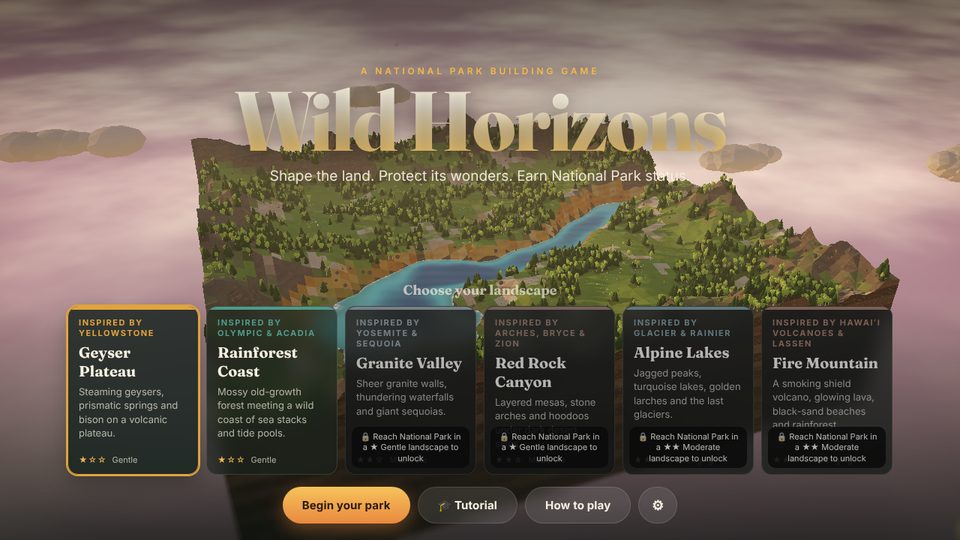 A NATIONAL PARK BUILDING GAME
Wild Horizons
Shape the land. Protect its wonders. Earn National Park status.
Choose your landscape
INSPIRED BY
YELLOWSTONE
Geyser
Plateau
Steaming geysers,
prismatic springs and
bison on a volcanic
plateau.
★☆☆ Gentle
INSPIRED BY
OLYMPIC & ACADIA
Rainforest
Coast
Mossy old-growth
forest meeting a wild
coast of sea stacks
and tide pools.
★☆☆ Gentle
INSPIRED BY
YOSEMITE &
SEQUOIA
Granite Valley
Sheer granite walls,
thundering waterfalls
and giant sequoias.
🔒 Reach National Park in
a ★ Gentle landscape to
unlock
INSPIRED BY
ARCHES, BRYCE &
ZION
Red Rock
Canyon
Layered mesas, stone
arches and hoodoos
🔒 Reach National Park in
a ★ Gentle landscape to
unlock
INSPIRED BY
GLACIER & RAINIER
Alpine Lakes
Jagged peaks,
turquoise lakes, golden
larches and the last
glaciers.
🔒 Reach National Park in
a ★★ Moderate
landscape to unlock
INSPIRED BY HAWAI'I
VOLCANOES &
LASSEN
Fire Mountain
A smoking shield
volcano, glowing lava,
black-sand beaches
and rainforest
🔒 Reach National Park in
a ★★ Moderate
landscape to unlock
Begin your park
🎓 Tutorial
How to play
⚙